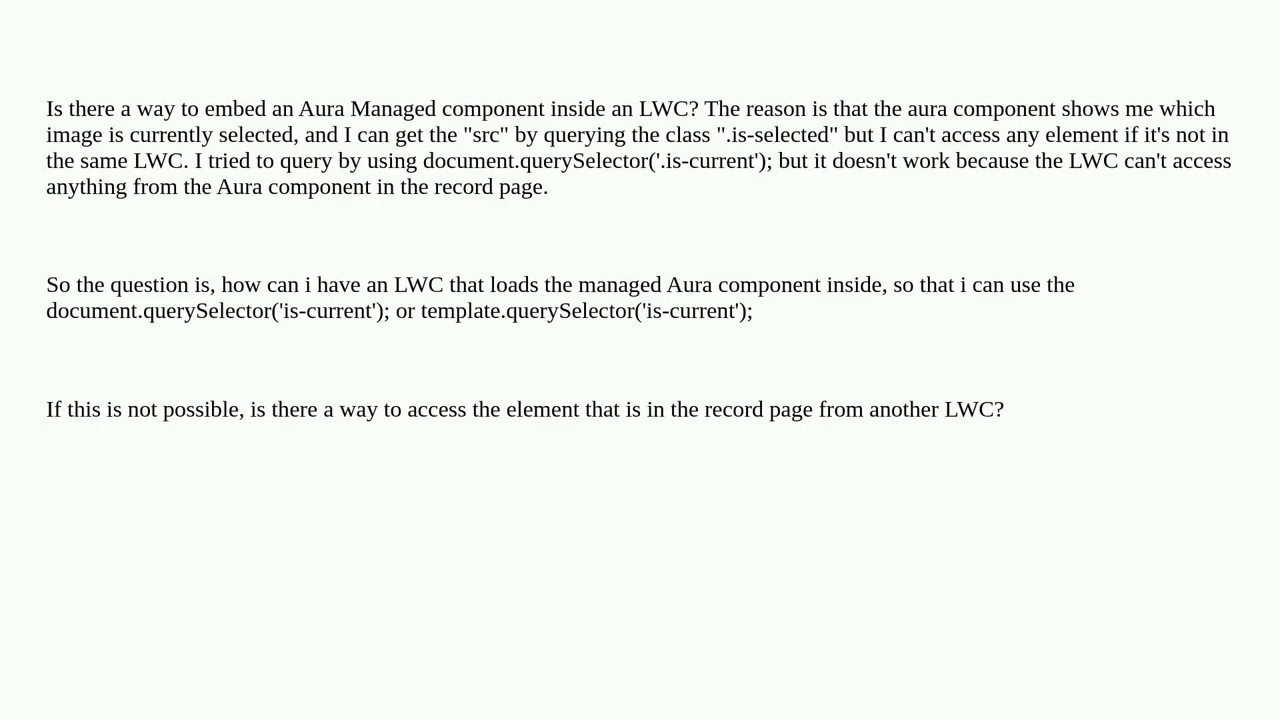 Is there a way to embed an Aura Managed component inside an LWC? The reason is that the aura component shows me which
image is currently selected, and I can get the "src" by querying the class ".is-selected" but I can't access any element if it's not in
the same LWC. I tried to query by using document.querySelector('.is-current'); but it doesn't work because the LWC can't access
anything from the Aura component in the record page.
So the question is, how can i have an LWC that loads the managed Aura component inside, so that i can use the
document.querySelector('is-current'); or template.querySelector('is-current');
If this is not possible, is there a way to access the element that is in the record page from another LWC?